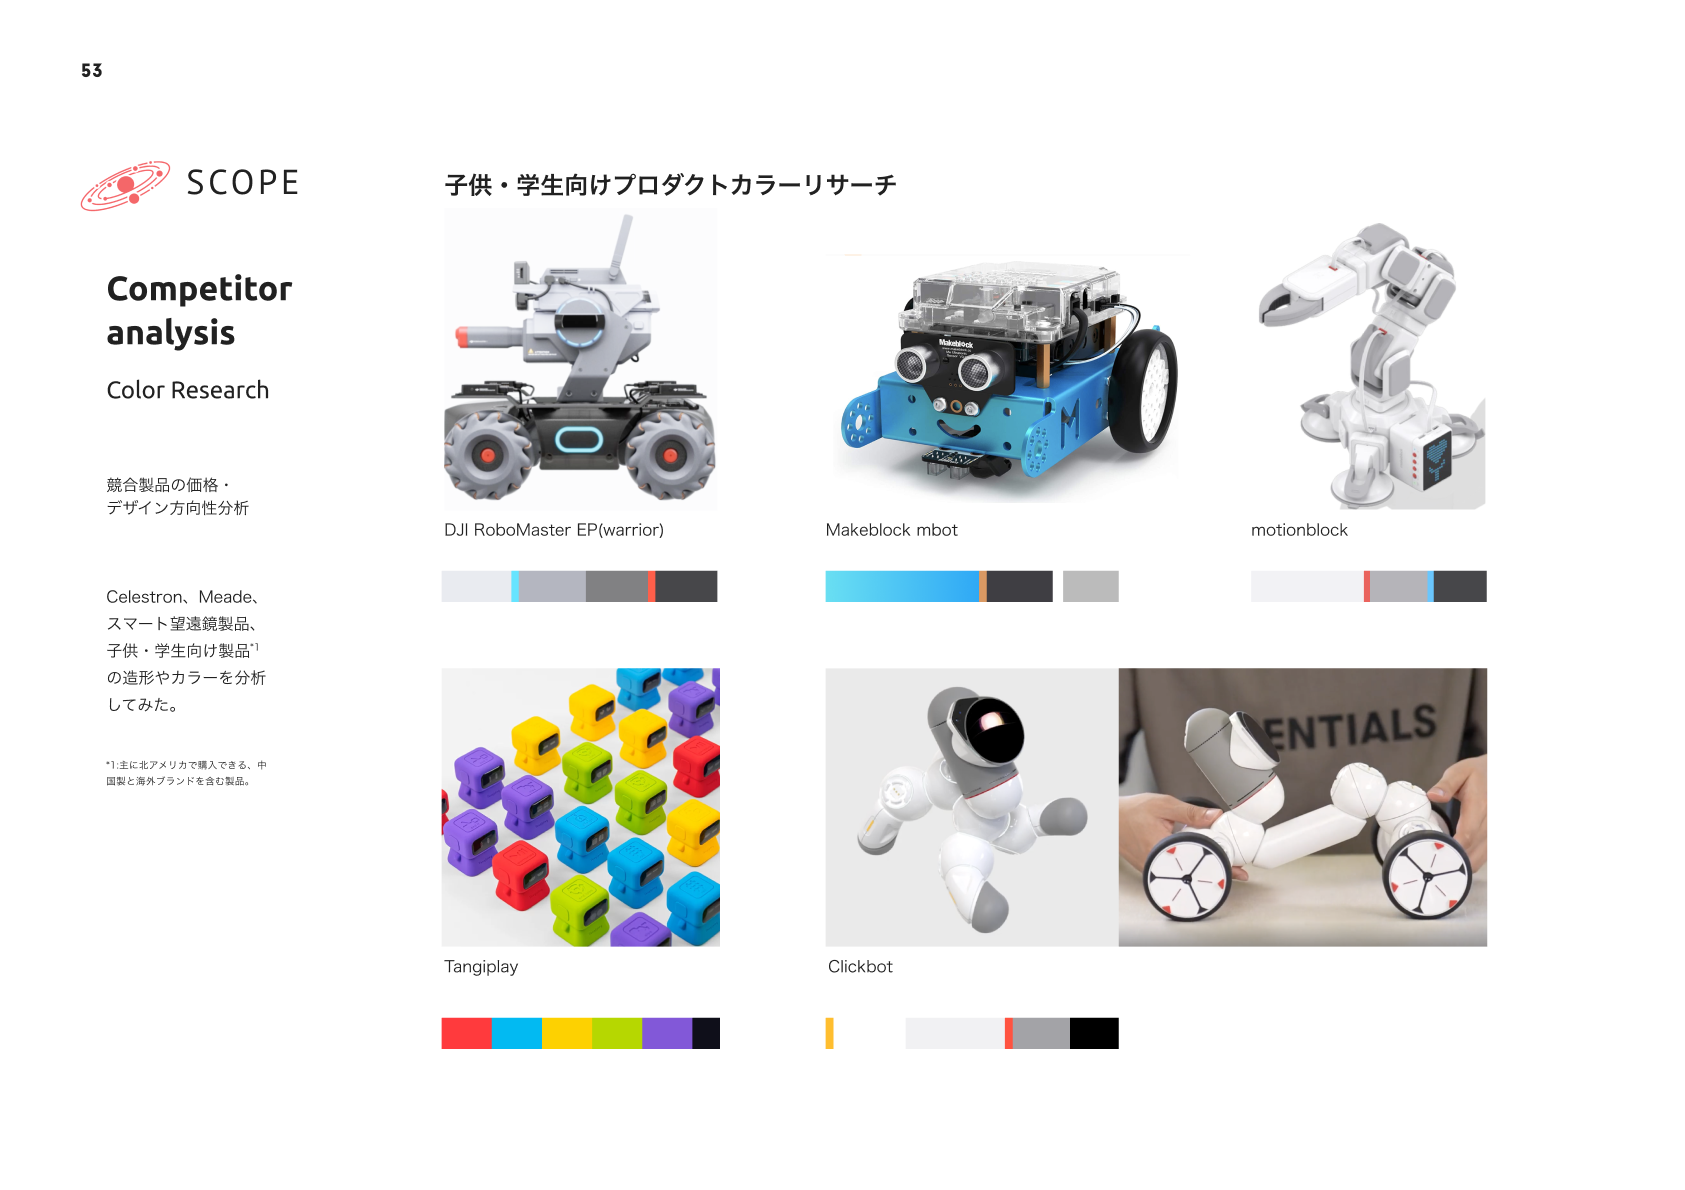 53
SCOPE
Competitor
analysis
Color Research
競合製品の価格・
デザイン方向性分析
Celestron、Meade、
スマート望遠鏡製品、
子供・学生向け製品*1
の造形やカラーを分析
してみた。
*1:主に北アメリカで購入できる、中
国製と海外ブランドを含む製品。
子供・学生向けプロダクトカラーリサーチ
Makeblock
M
DJI RoboMaster EP(warrior)
Makeblock mbot
motionblock
ENTIALS
Tangiplay
Clickbot